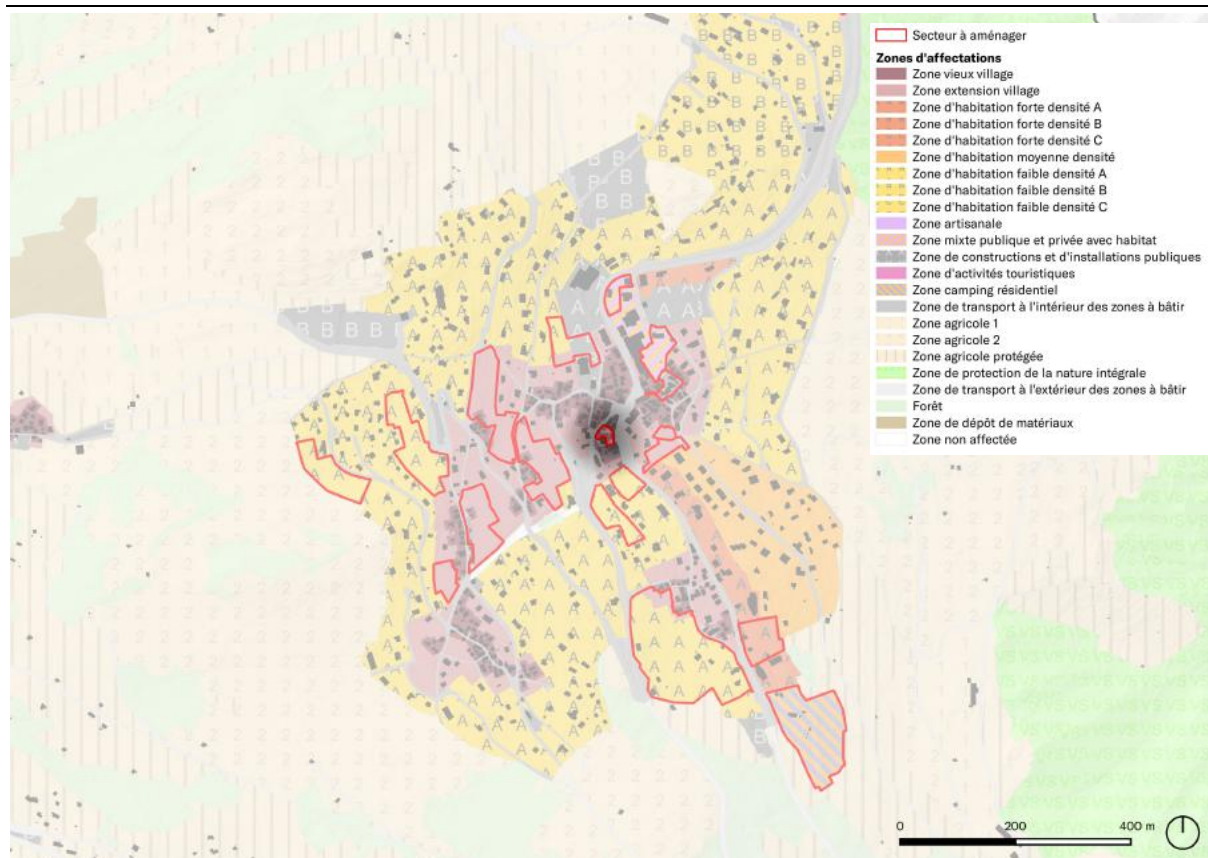 Secteur à aménager
Zones d'affectations
Zone vieux village
Zone extension village
Zone d'habitation forte densité A
Zone d'habitation forte densité B
Zone d'habitation forte densité C
Zone d'habitation moyenne densité
Zone d'habitation faible densité A
Zone d'habitation faible densité B
Zone d'habitation faible densité C
Zone artisanale
Zone mixte publique et privée avec habitat
Zone de constructions et d'installations publiques
Zone d'activités touristiques
Zone camping résidentiel
Zone de transport à l'intérieur des zones à bâtir
Zone agricole 1
Zone agricole 2
Zone agricole protégée
Zone de protection de la nature intégrale
Zone de transport à l'extérieur des zones à bâtir
Forêt
Zone de dépôt de matériaux
Zone non affectée
0 200 400 m